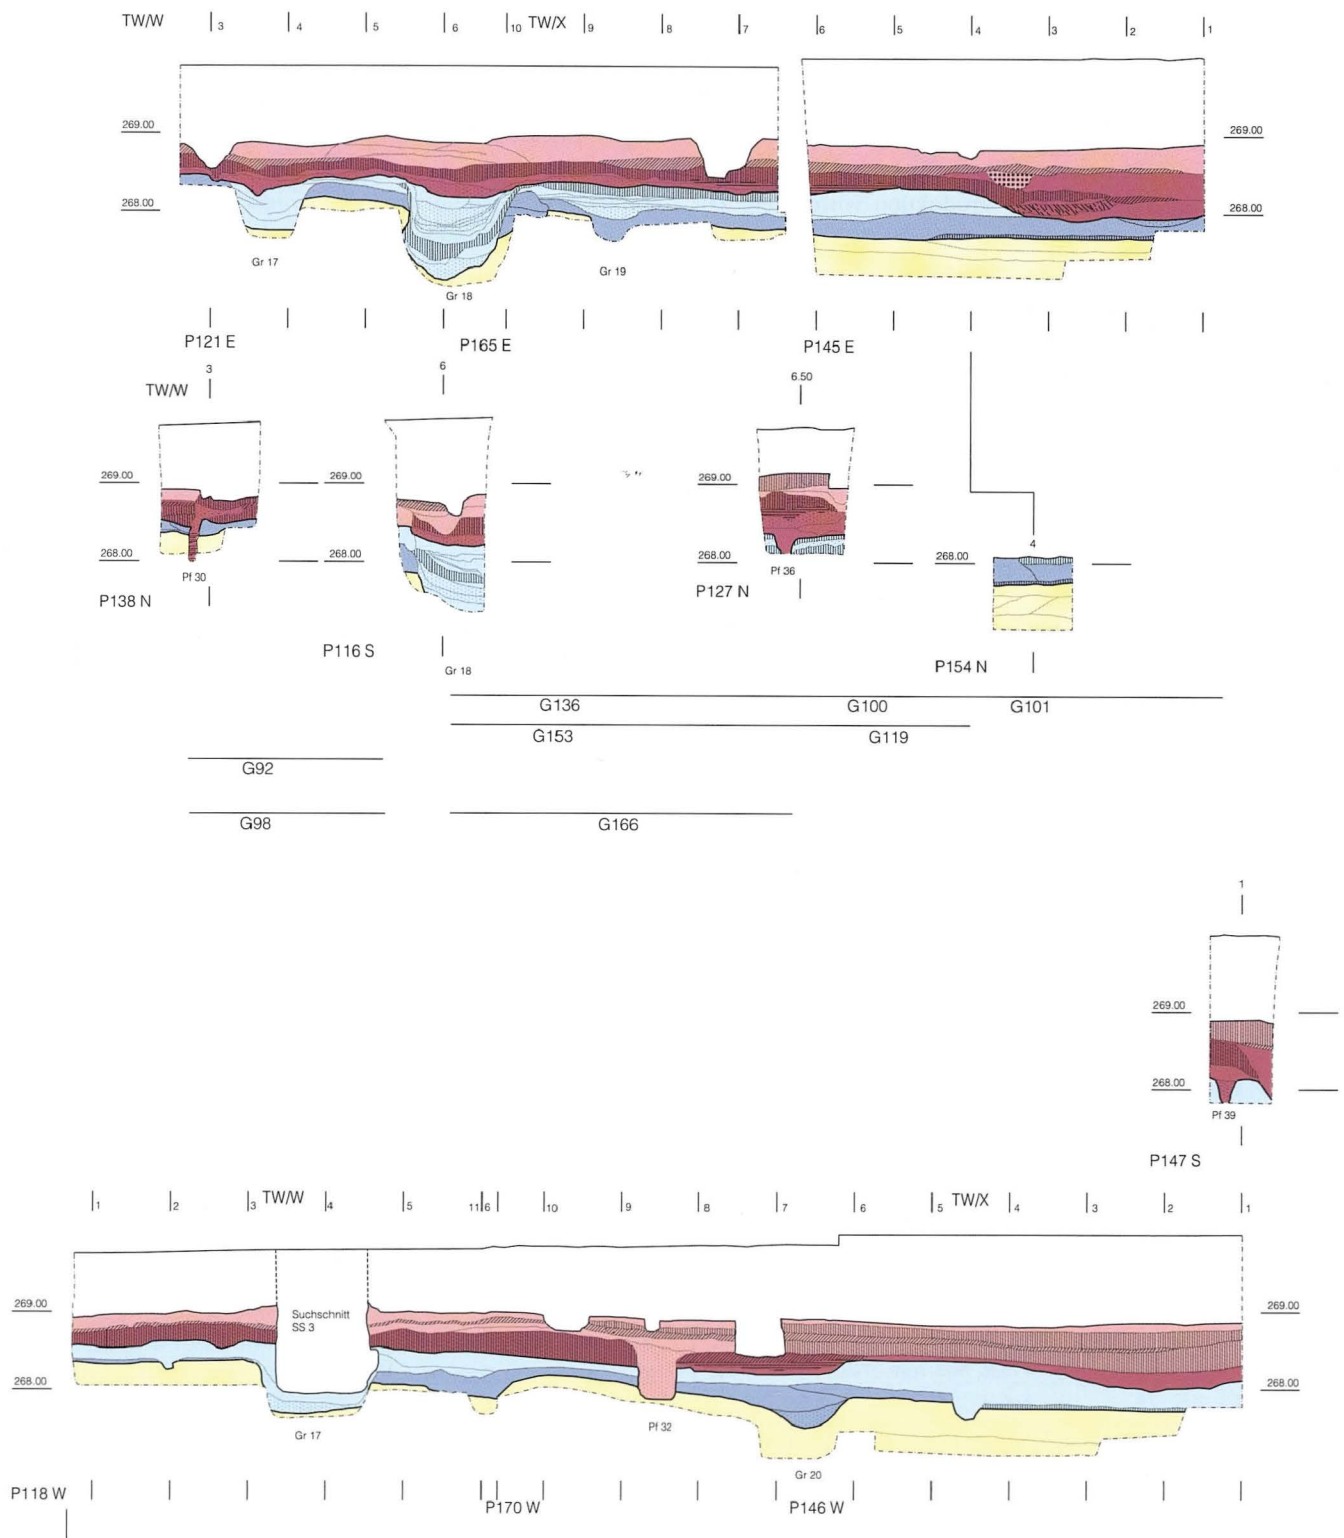 TW/W 3 4 5 6 10 TW/X 9 8 7 6 5 4 3 2 1
269.00 269.00
268.00 268.00
Gr 17 Gr 19
Gr 18
P121 E P165 E P145 E
3 6 6.50
TW/W
269.00 269.00 269.00
4
268.00 268.00 268.00 268.00
Pf 30 Pf 36
P138 N P127 N
P116 S Gr 18 P154 N
G136 G100 G101
G153 G119
G92
G98 G166
1
269.00
268.00
Pf 39
P147 S
1 2 3 TW/W 4 5 11 6 10 9 8 7 6 5 TW/X 4 3 2 1
269.00 Suchschnitt 269.00
SS 3
268.00 268.00
Gr 17 Pf 32
Gr 20
P118 W P170 W P146 W